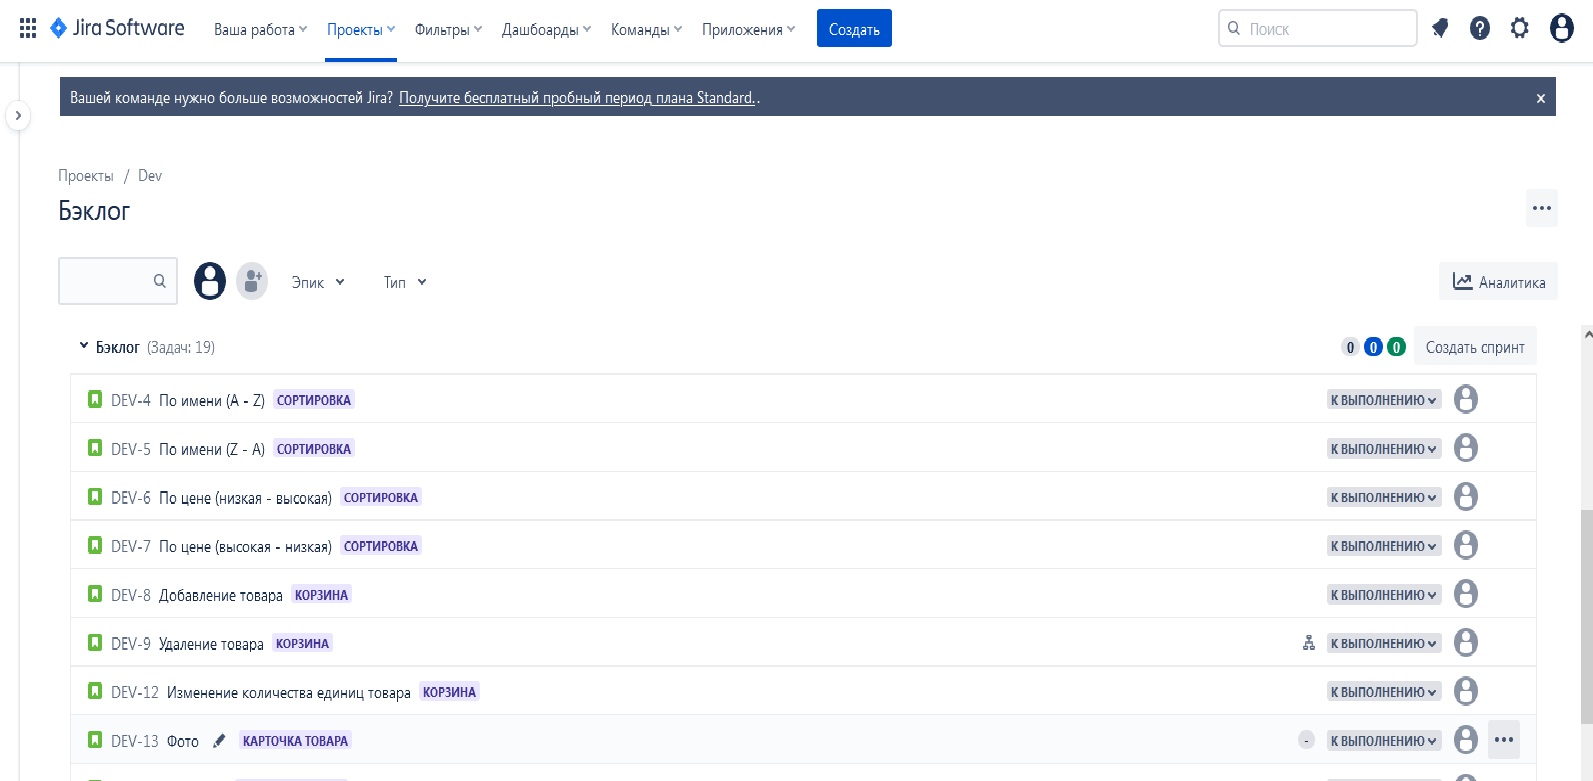 Jira Software Ваша работа Проекты Фильтры Дашборды Команды Приложения Создать Поиск
Вашей команде нужно больше возможностей Jira? Получите бесплатный пробный период плана Standard. .
Проекты / Dev
Бэклог
Эпик Тип Аналитика
Бэклог (Задач: 19) 0 0 0 Создать спринт
DEV-4 По имени (A - Z) СОРТИРОВКА К ВЫПОЛНЕНИЮ
DEV-5 По имени (Z - A) СОРТИРОВКА К ВЫПОЛНЕНИЮ
DEV-6 По цене (низкая - высокая) СОРТИРОВКА К ВЫПОЛНЕНИЮ
DEV-7 По цене (высокая - низкая) СОРТИРОВКА К ВЫПОЛНЕНИЮ
DEV-8 Добавление товара КОРЗИНА К ВЫПОЛНЕНИЮ
DEV-9 Удаление товара КОРЗИНА К ВЫПОЛНЕНИЮ
DEV-12 Изменение количества единиц товара КОРЗИНА К ВЫПОЛНЕНИЮ
DEV-13 Фото КАРТОЧКА ТОВАРА - К ВЫПОЛНЕНИЮ